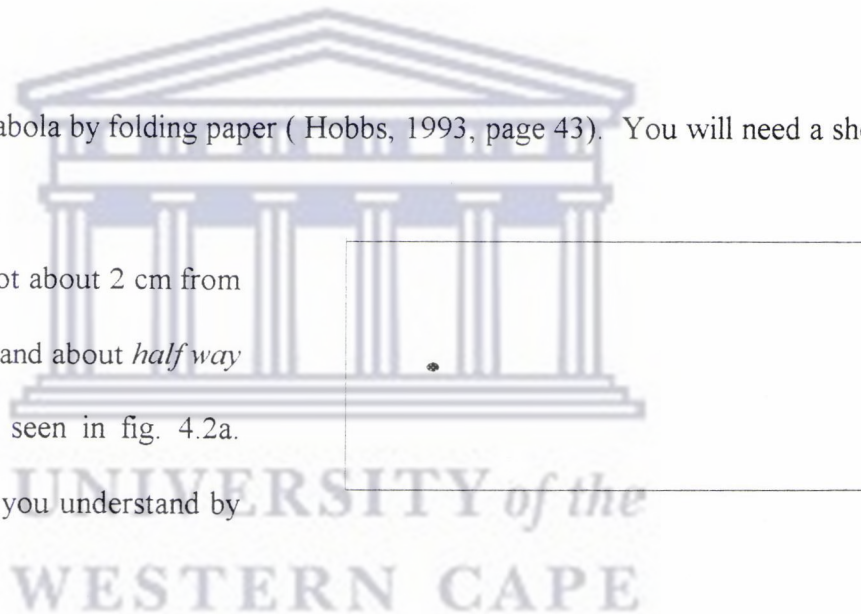 abola by folding paper ( Hobbs, 1993, page 43). You will need a she
ot about 2 cm from
and about half way
seen in fig. 4.2a.
you understand by
UNIVERSITY of the
WESTERN CAPE